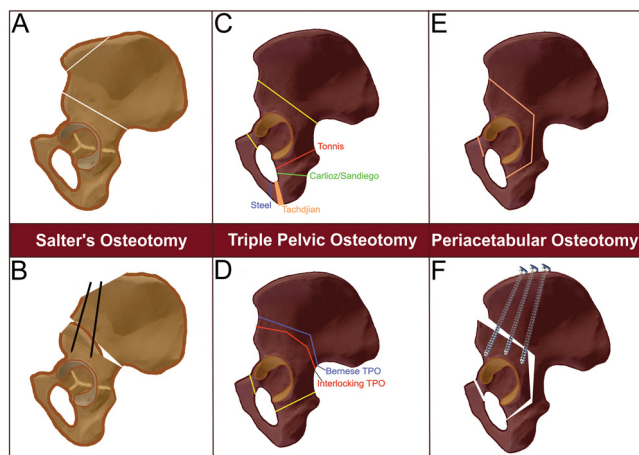 A
C
E
Tonnis
Carlioz/Sandiego
Steel
Tachdjian
Salter's Osteotomy
Triple Pelvic Osteotomy
Periacetabular Osteotomy
B
D
F
Bernese TPO
Interlocking TPO